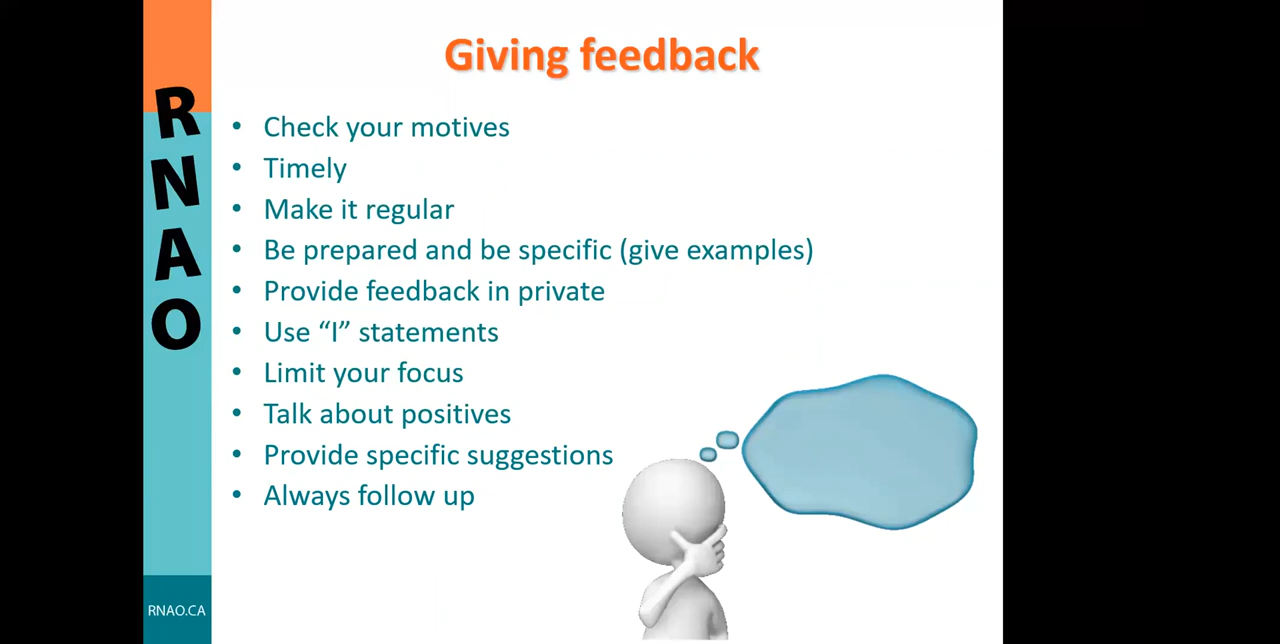 Giving feedback
RNAO
• Check your motives
• Timely
• Make it regular
• Be prepared and be specific (give examples)
• Provide feedback in private
• Use “I” statements
• Limit your focus
• Talk about positives
• Provide specific suggestions
• Always follow up
RNAO.CA